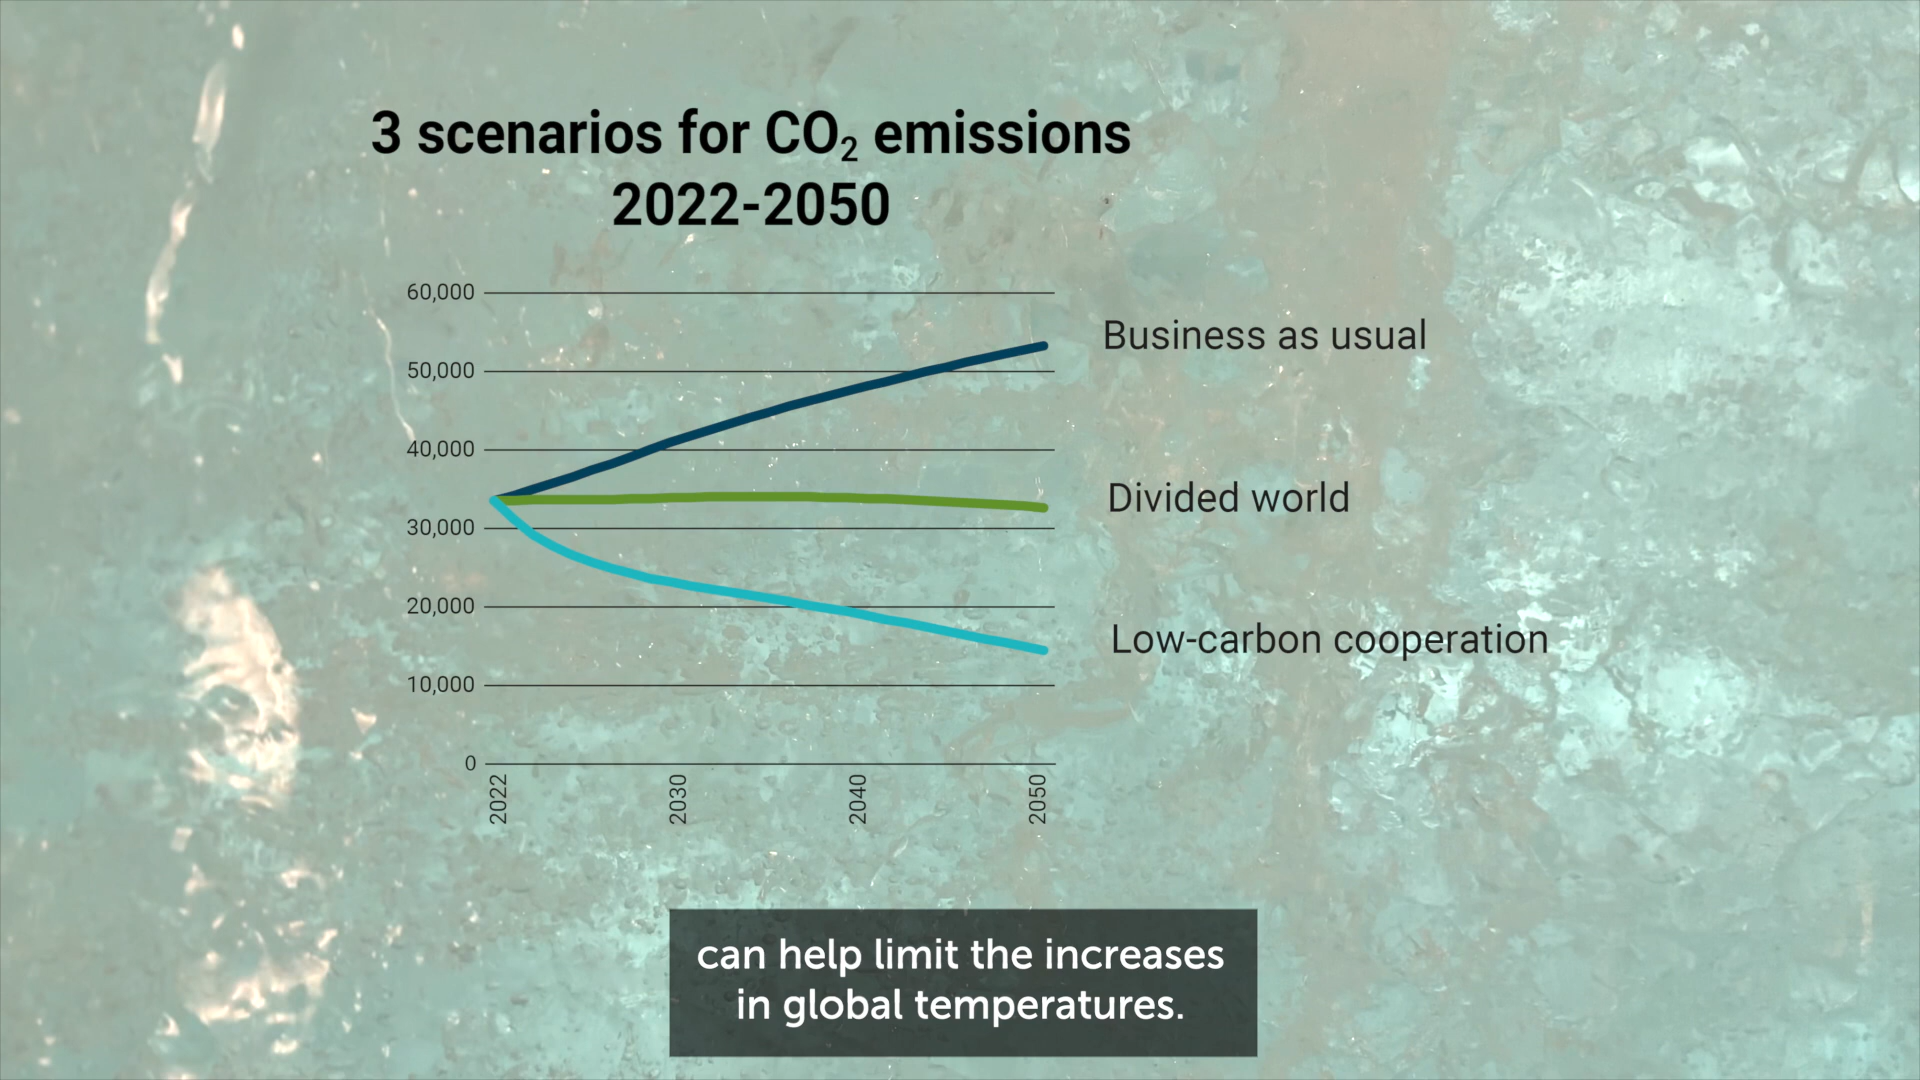 3 scenarios for CO₂ emissions
2022-2050
60,000
50,000
40,000
30,000
20,000
10,000
0
2022
2030
2040
2050
Business as usual
Divided world
Low-carbon cooperation
can help limit the increases
in global temperatures.